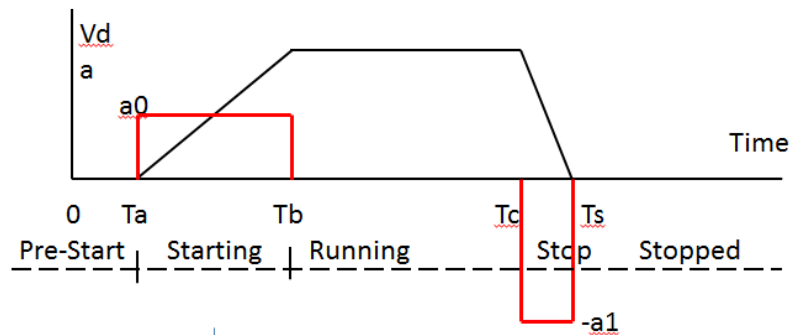 Vd
a
a0
Time
0 Ta Tb Tc Ts
Pre-Start Starting Running Stop Stopped
-a1